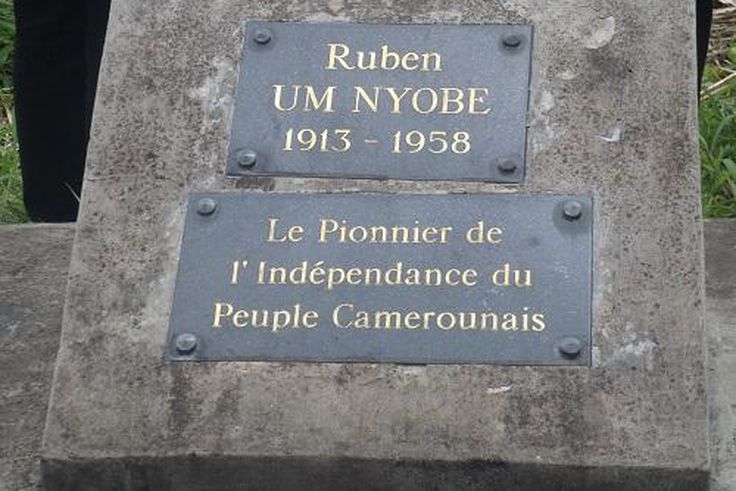 Ruben
UM NYOBE
1913 - 1958
Le Pionnier de
l'Indépendance du
Peuple Camerounais